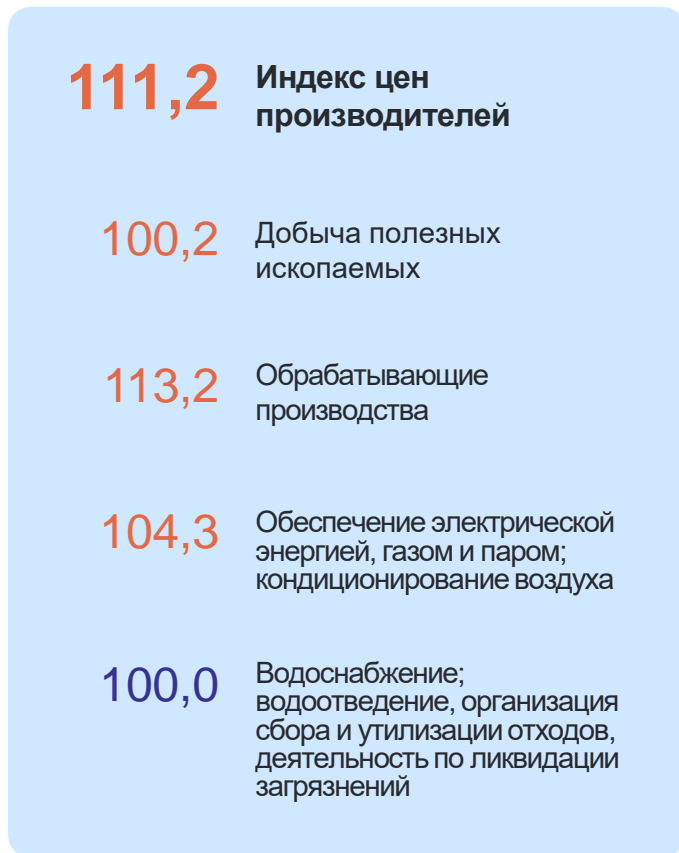 111,2 Индекс цен
производителей
100,2 Добыча полезных
ископаемых
113,2 Обрабатывающие
производства
104,3 Обеспечение электрической
энергией, газом и паром;
кондиционирование воздуха
100,0 Водоснабжение;
водоотведение, организация
сбора и утилизации отходов,
деятельность по ликвидации
загрязнений